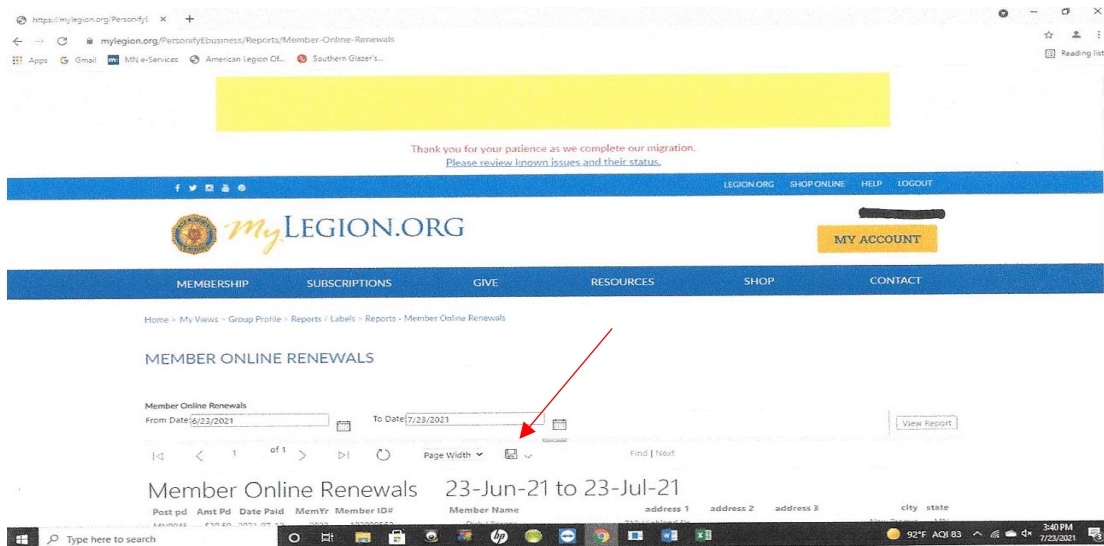 https://mylegion.org/PersonifyE
mylegion.org/PersonifyEbusiness/Reports/Member-Online-Renewals
Apps Gmail MN e-Services American Legion Of... Southern Glazer's... Reading list
Thank you for your patience as we complete our migration.
Please review known issues and their status.
LEGION.ORG SHOP ONLINE HELP LOGOUT
My LEGION.ORG
MY ACCOUNT
MEMBERSHIP SUBSCRIPTIONS GIVE RESOURCES SHOP CONTACT
Home > My Views > Group Profile > Reports / Labels > Reports - Member Online Renewals
MEMBER ONLINE RENEWALS
Member Online Renewals
From Date: 6/23/2021 To Date: 7/23/2021
View Report
1 of 1 Page Width Find | Next
Member Online Renewals 23-Jun-21 to 23-Jul-21
Post pd Amt Pd Date Paid MemYr Member ID# Member Name address 1 address 2 address 3 city state
Type here to search 92°F AQI 83 3:40 PM
7/23/2021